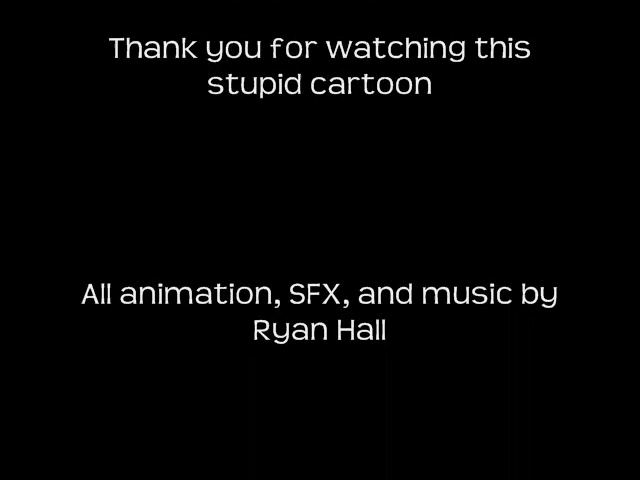 Thank you for watching this
stupid cartoon
All animation, SFX, and music by
Ryan Hall